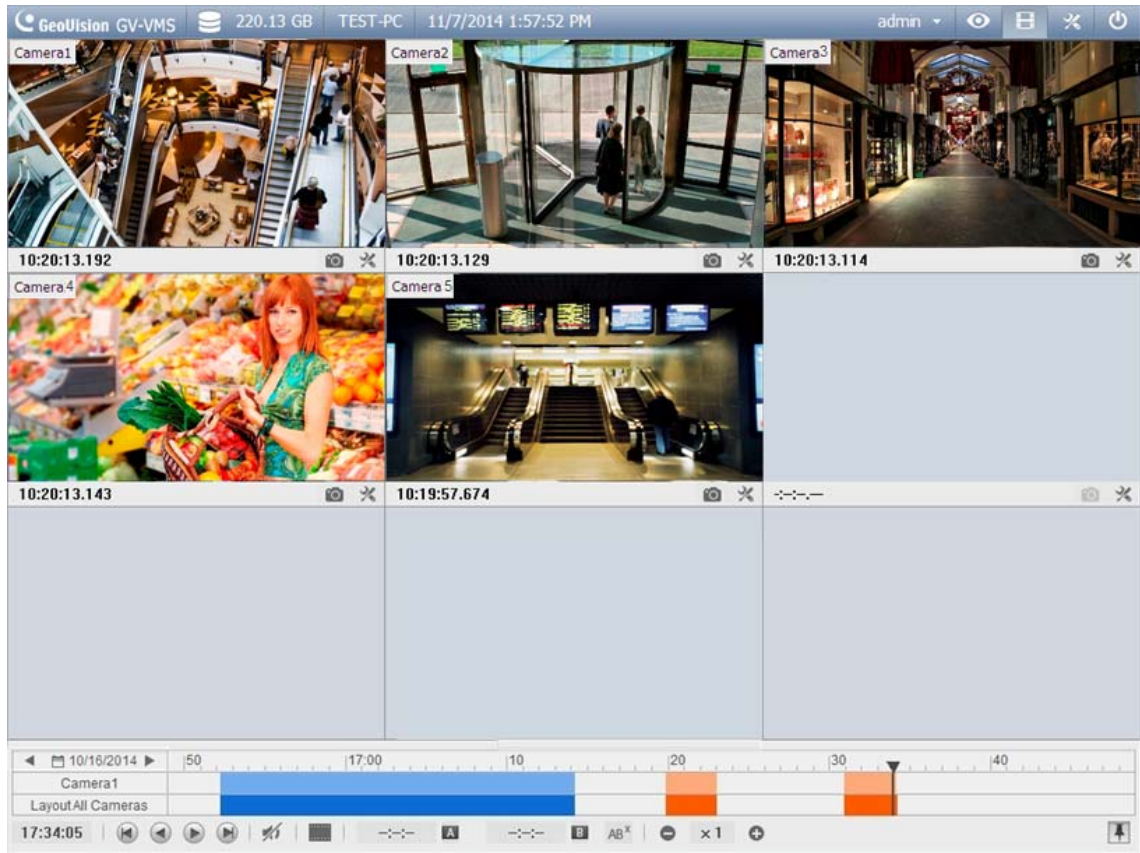 GeoVision GV-VMS 220.13 GB TEST-PC 11/7/2014 1:57:52 PM admin
Camera1 Camera2 Camera3
10:20:13.192 10:20:13.129 10:20:13.114
Camera.4 Camera 5
10:20:13.143 10:19:57.674 -:-:-.—
10/16/2014 50 17:00 10 20 30 40
Camera1
Layout All Cameras
17:34:05 -:-:- A -:-:- B ABX x 1